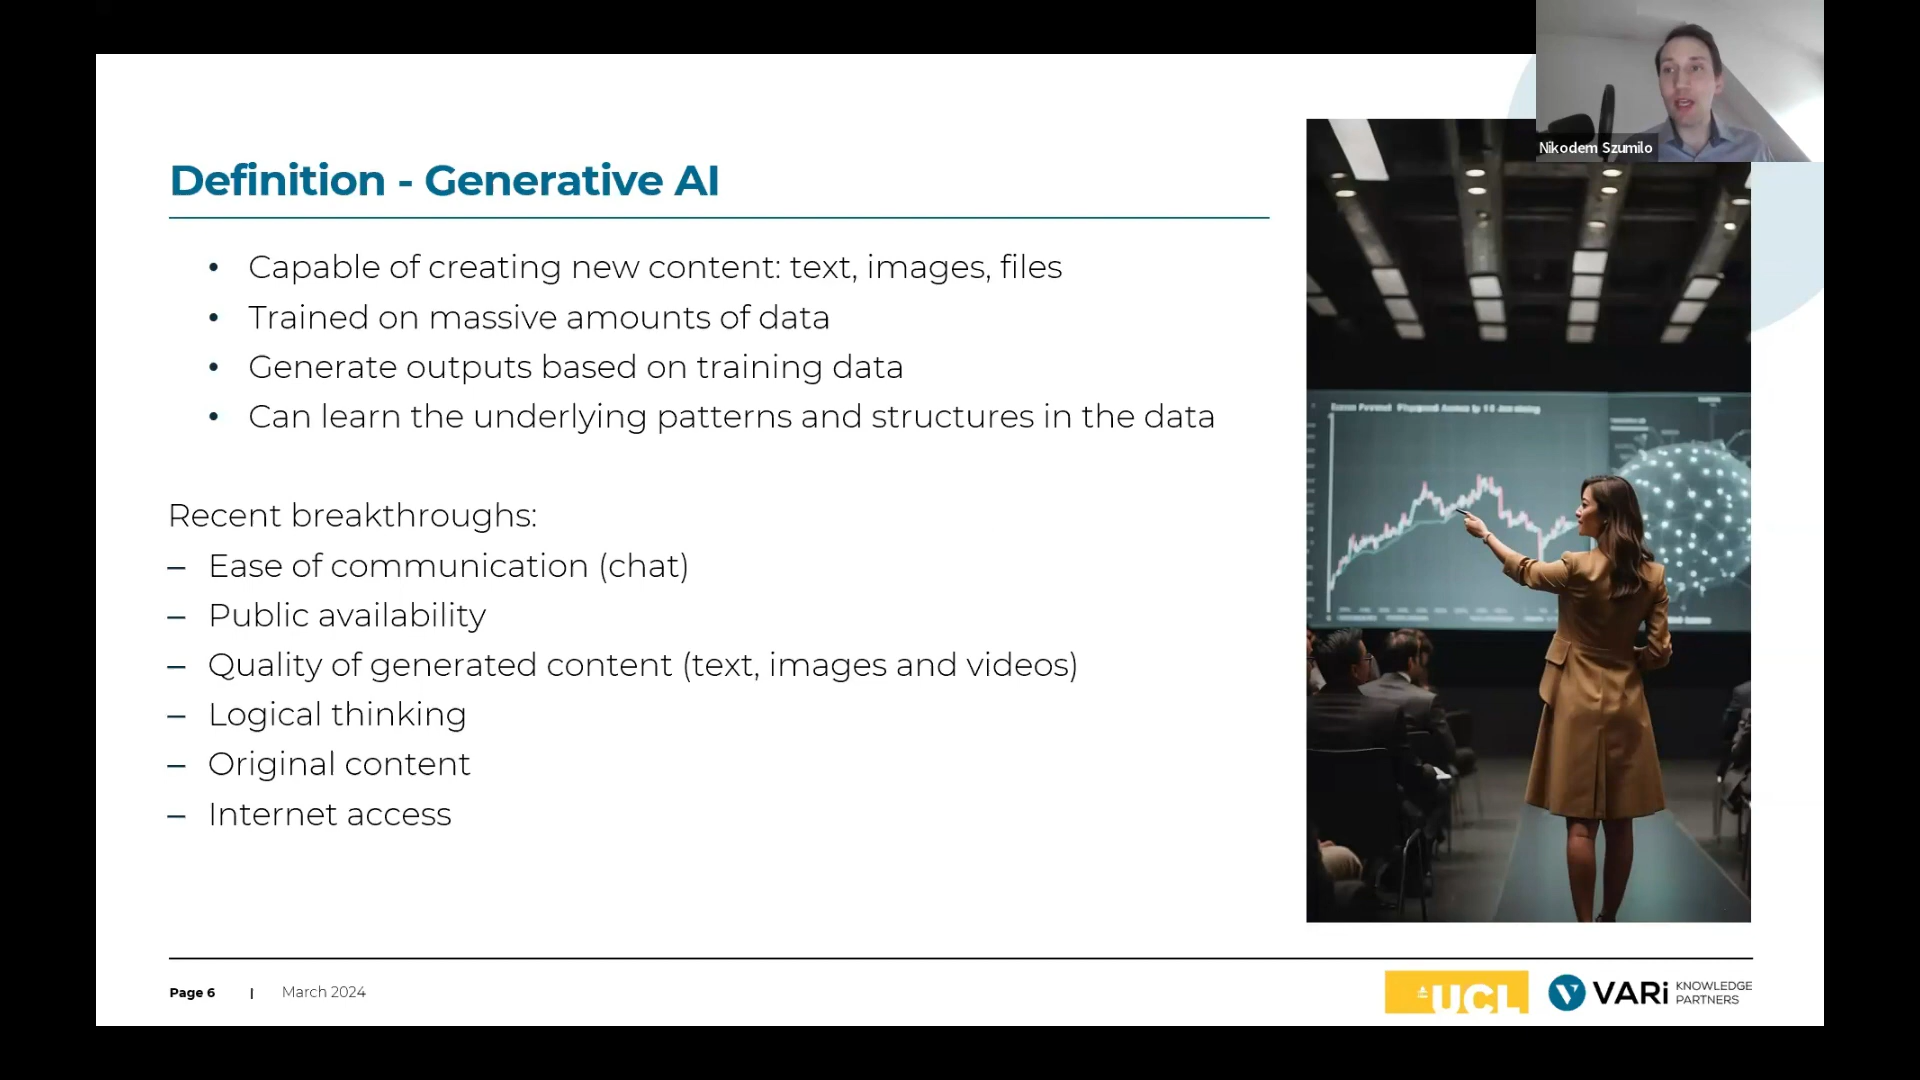 Nikodem Szumilo
Definition - Generative AI
• Capable of creating new content: text, images, files
• Trained on massive amounts of data
• Generate outputs based on training data
• Can learn the underlying patterns and structures in the data
Recent breakthroughs:
– Ease of communication (chat)
– Public availability
– Quality of generated content (text, images and videos)
– Logical thinking
– Original content
– Internet access
Page 6 | March 2024
UCL
VARi KNOWLEDGE
PARTNERS